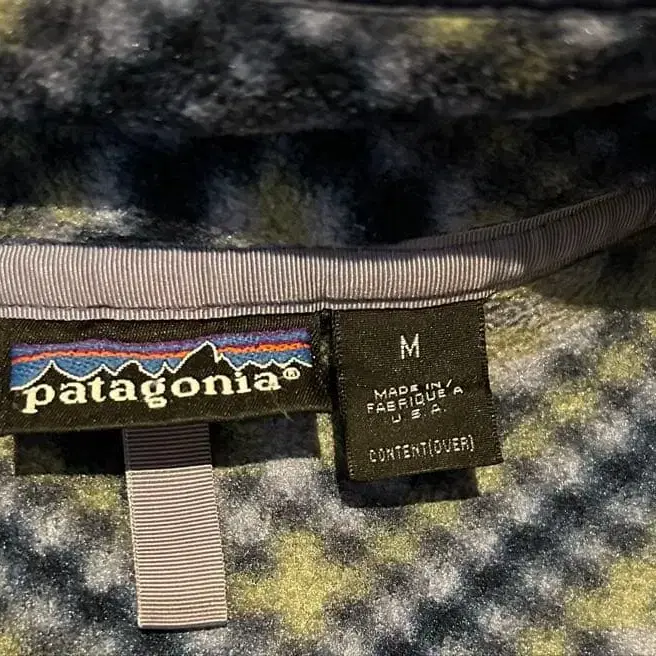 patagonia®
M
MADE IN/
FABRIQUE A
U S A
CONTENT(OVER)